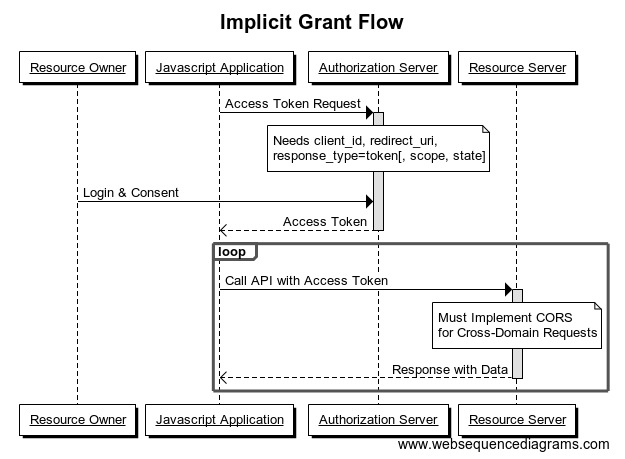 Implicit Grant Flow
Resource Owner
Javascript Application
Authorization Server
Resource Server
Access Token Request
Needs client_id, redirect_uri,
response_type=token[, scope, state]
Login & Consent
Access Token
loop
Call API with Access Token
Must Implement CORS
for Cross-Domain Requests
Response with Data
Resource Owner
Javascript Application
Authorization Server
Resource Server
www.websequencediagrams.com